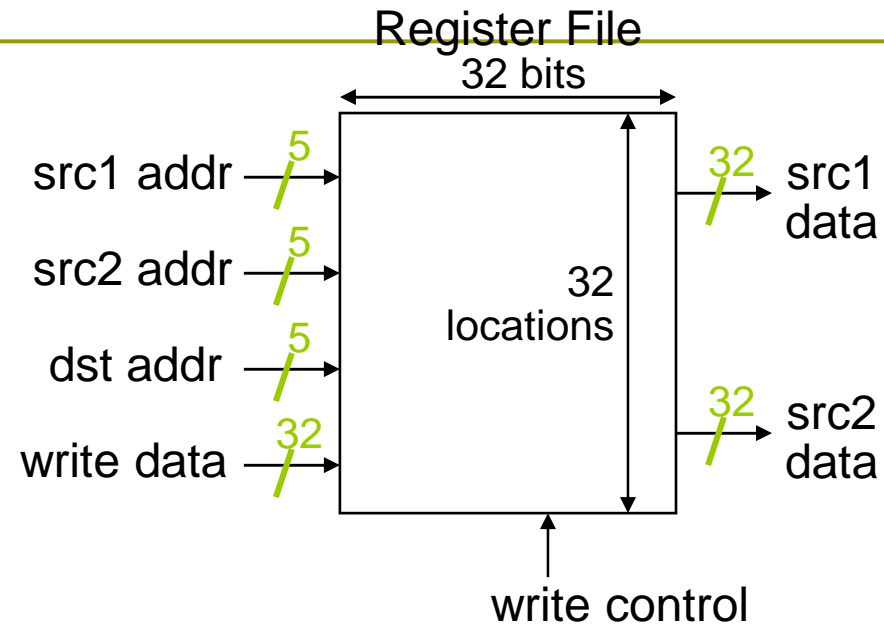 Register File
32 bits
5
src1 addr
32
src1
data
5
src2 addr
32
locations
5
dst addr
32
write data
32
src2
data
write control